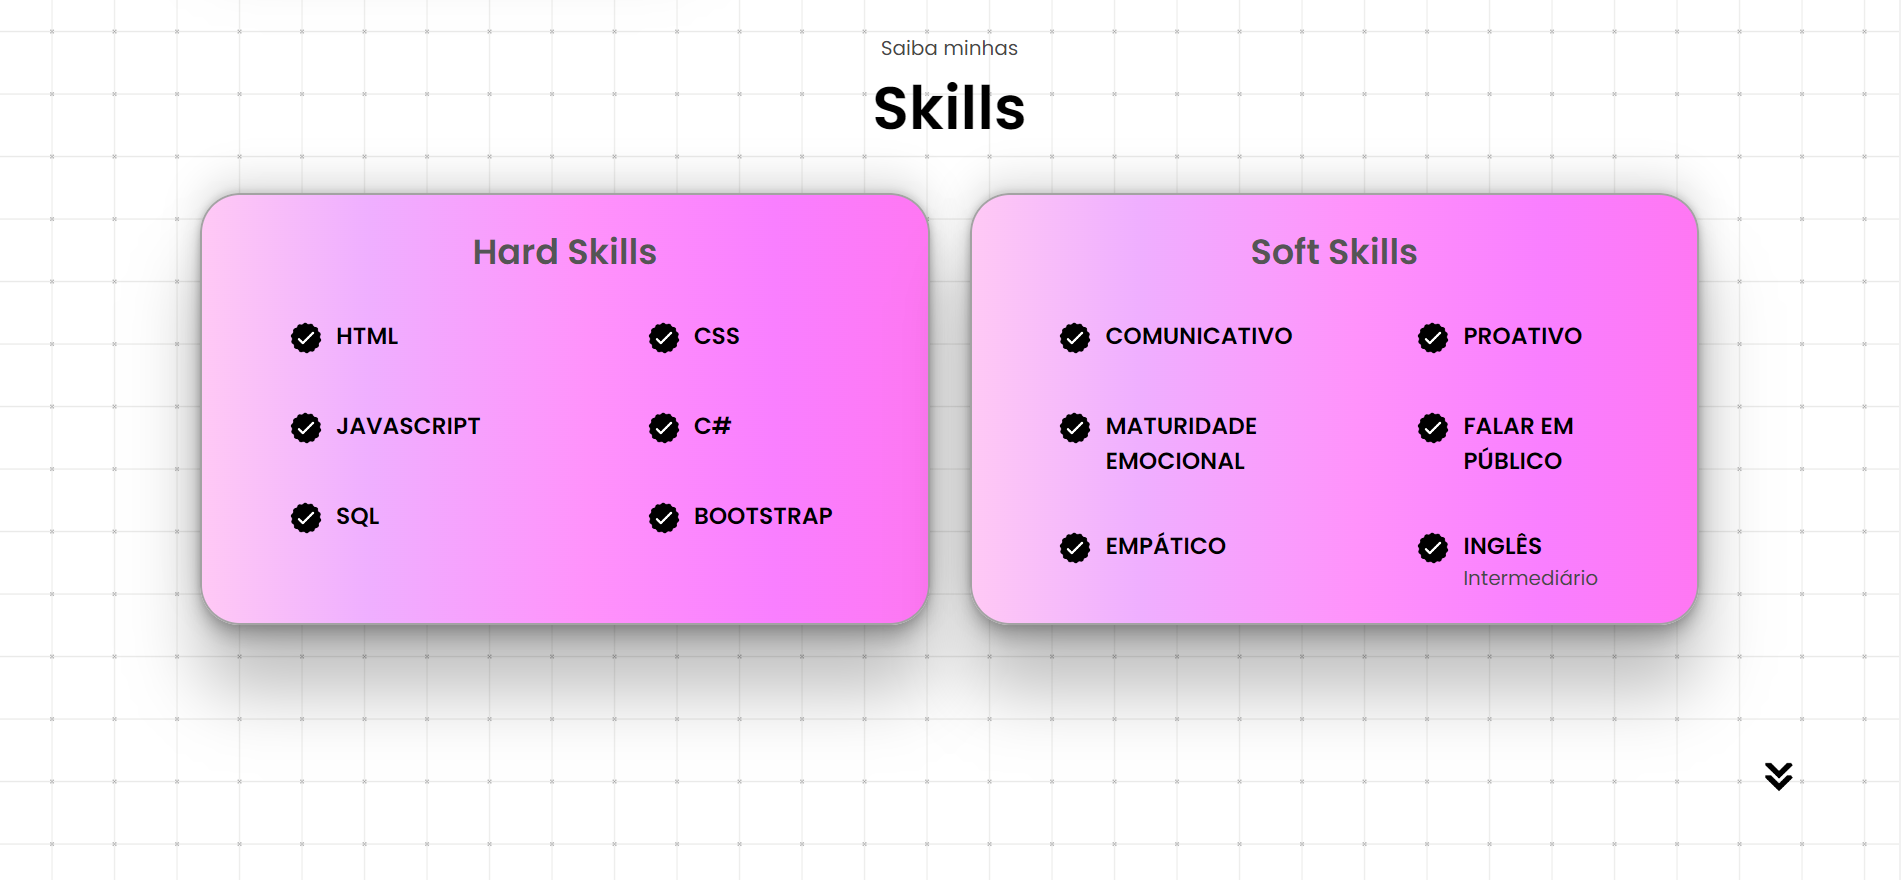 Saiba minhas
Skills
Hard Skills
HTML
CSS
JAVASCRIPT
C#
SQL
BOOTSTRAP
Soft Skills
COMUNICATIVO
PROATIVO
MATURIDADE
EMOCIONAL
FALAR EM
PÚBLICO
EMPÁTICO
INGLÊS
Intermediário